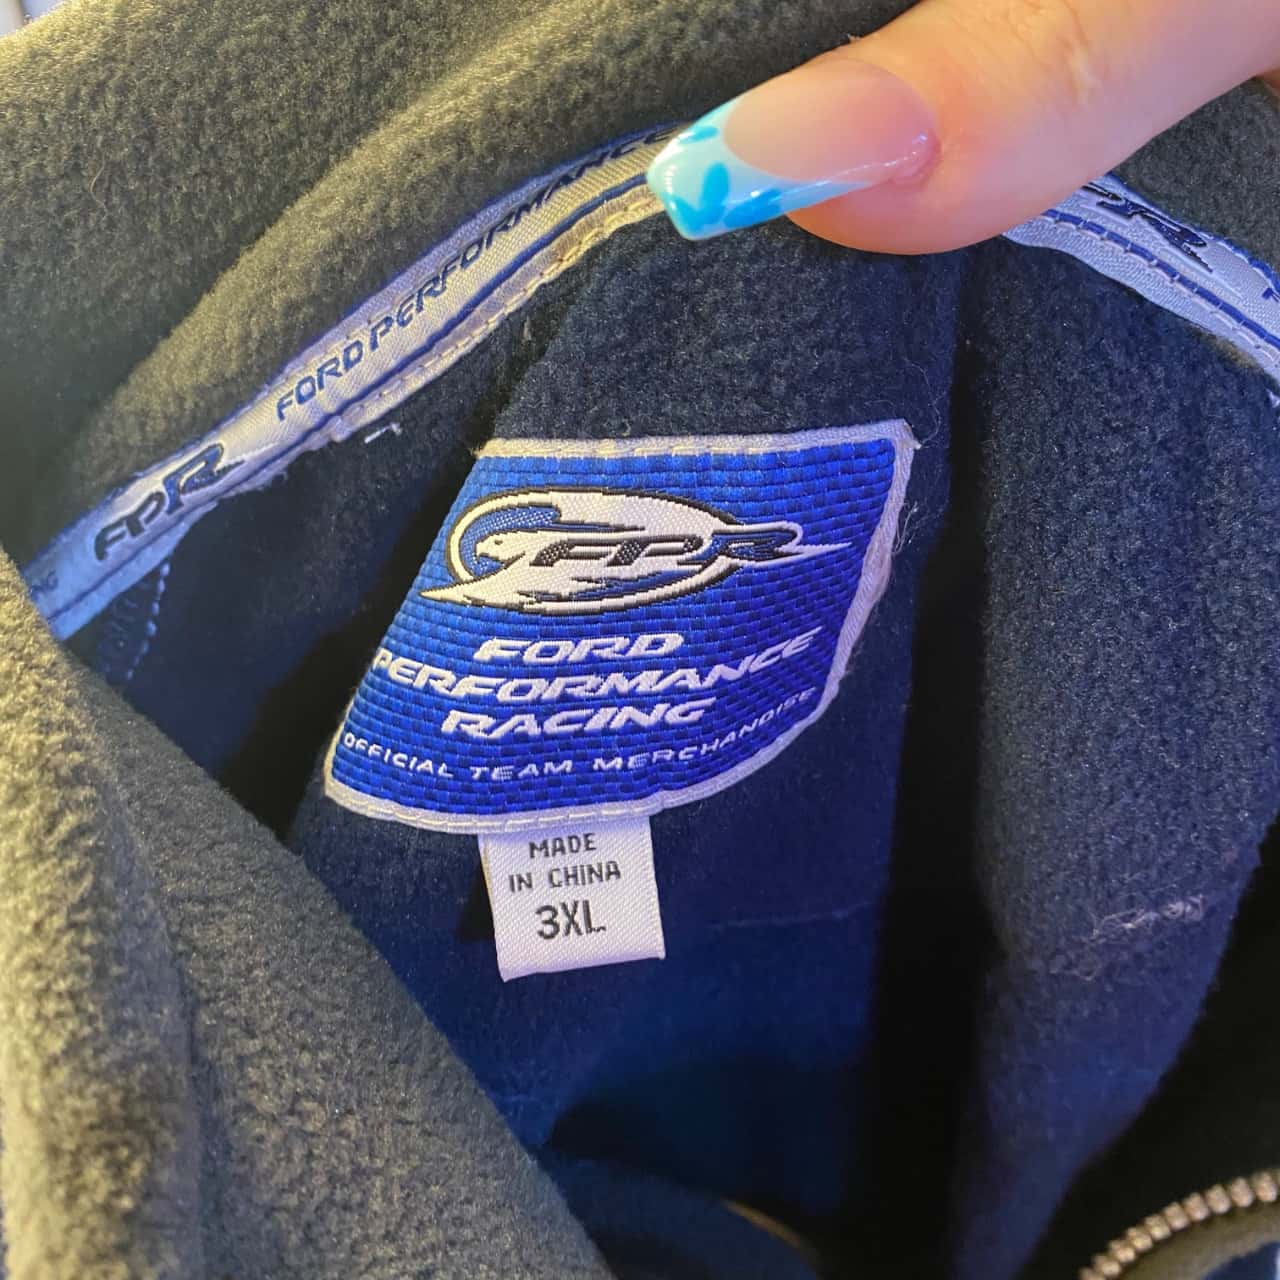 FORD PERFORMANCE
FPR
FPR
FPR
FORD
PERFORMANCE
RACING
OFFICIAL TEAM MERCHANDISE
MADE
IN CHINA
3XL